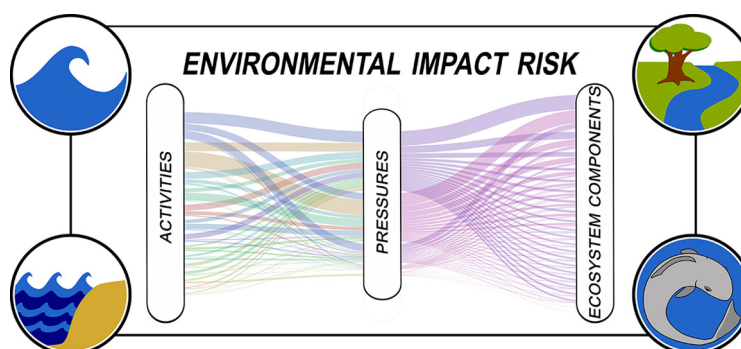 ENVIRONMENTAL IMPACT RISK
ACTIVITIES
PRESSURES
ECOSYSTEM COMPONENTS